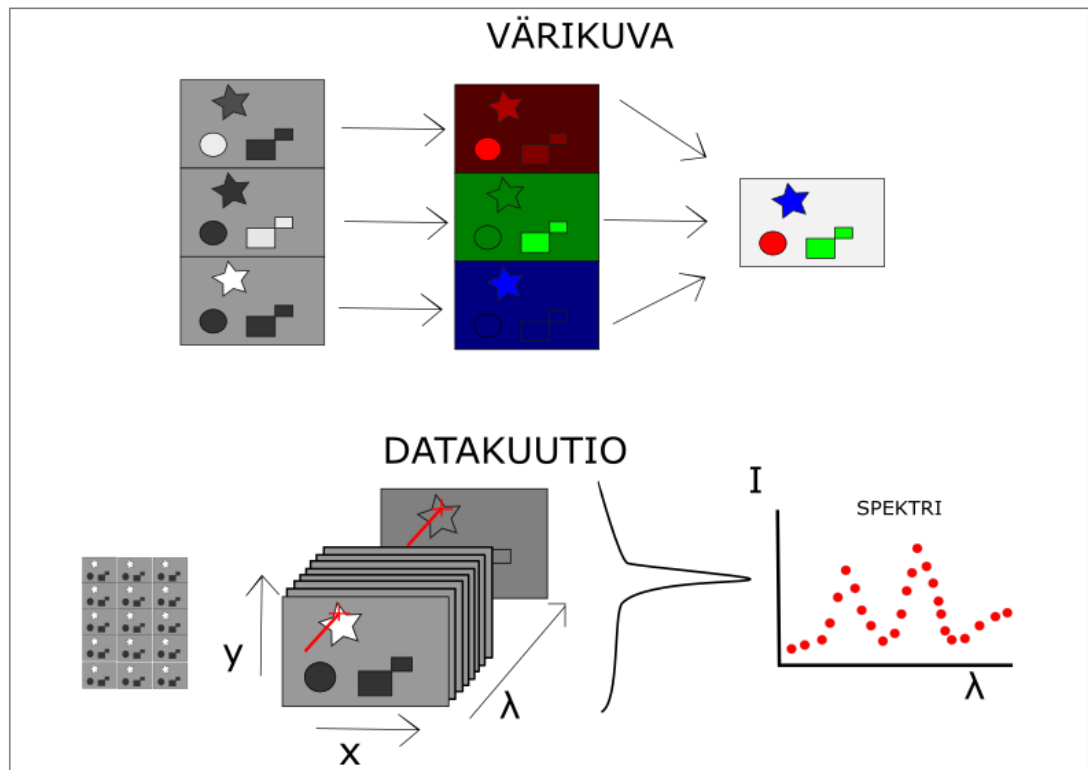 VÄRIKUVA
DATAKUUTIO
y
x
λ
I
SPEKTRI
λ